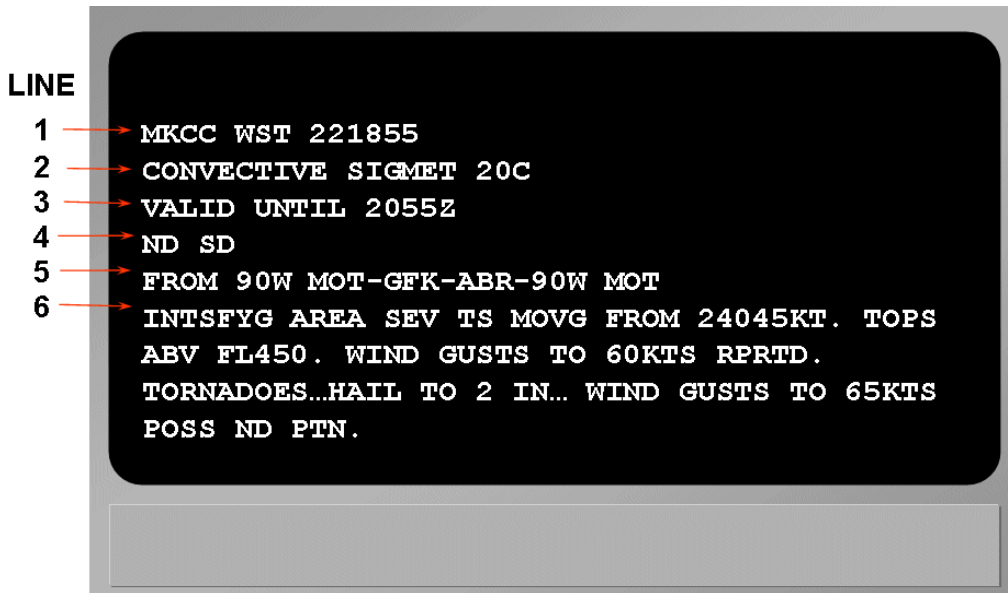 LINE
1 MKCC WST 221855
2 CONVECTIVE SIGMET 20C
3 VALID UNTIL 2055Z
4 ND SD
5 FROM 90W MOT-GFK-ABR-90W MOT
6 INTSFYG AREA SEV TS MOVG FROM 24045KT. TOPS
ABV FL450. WIND GUSTS TO 60KTS RPRTD.
TORNADOES…HAIL TO 2 IN… WIND GUSTS TO 65KTS
POSS ND PTN.